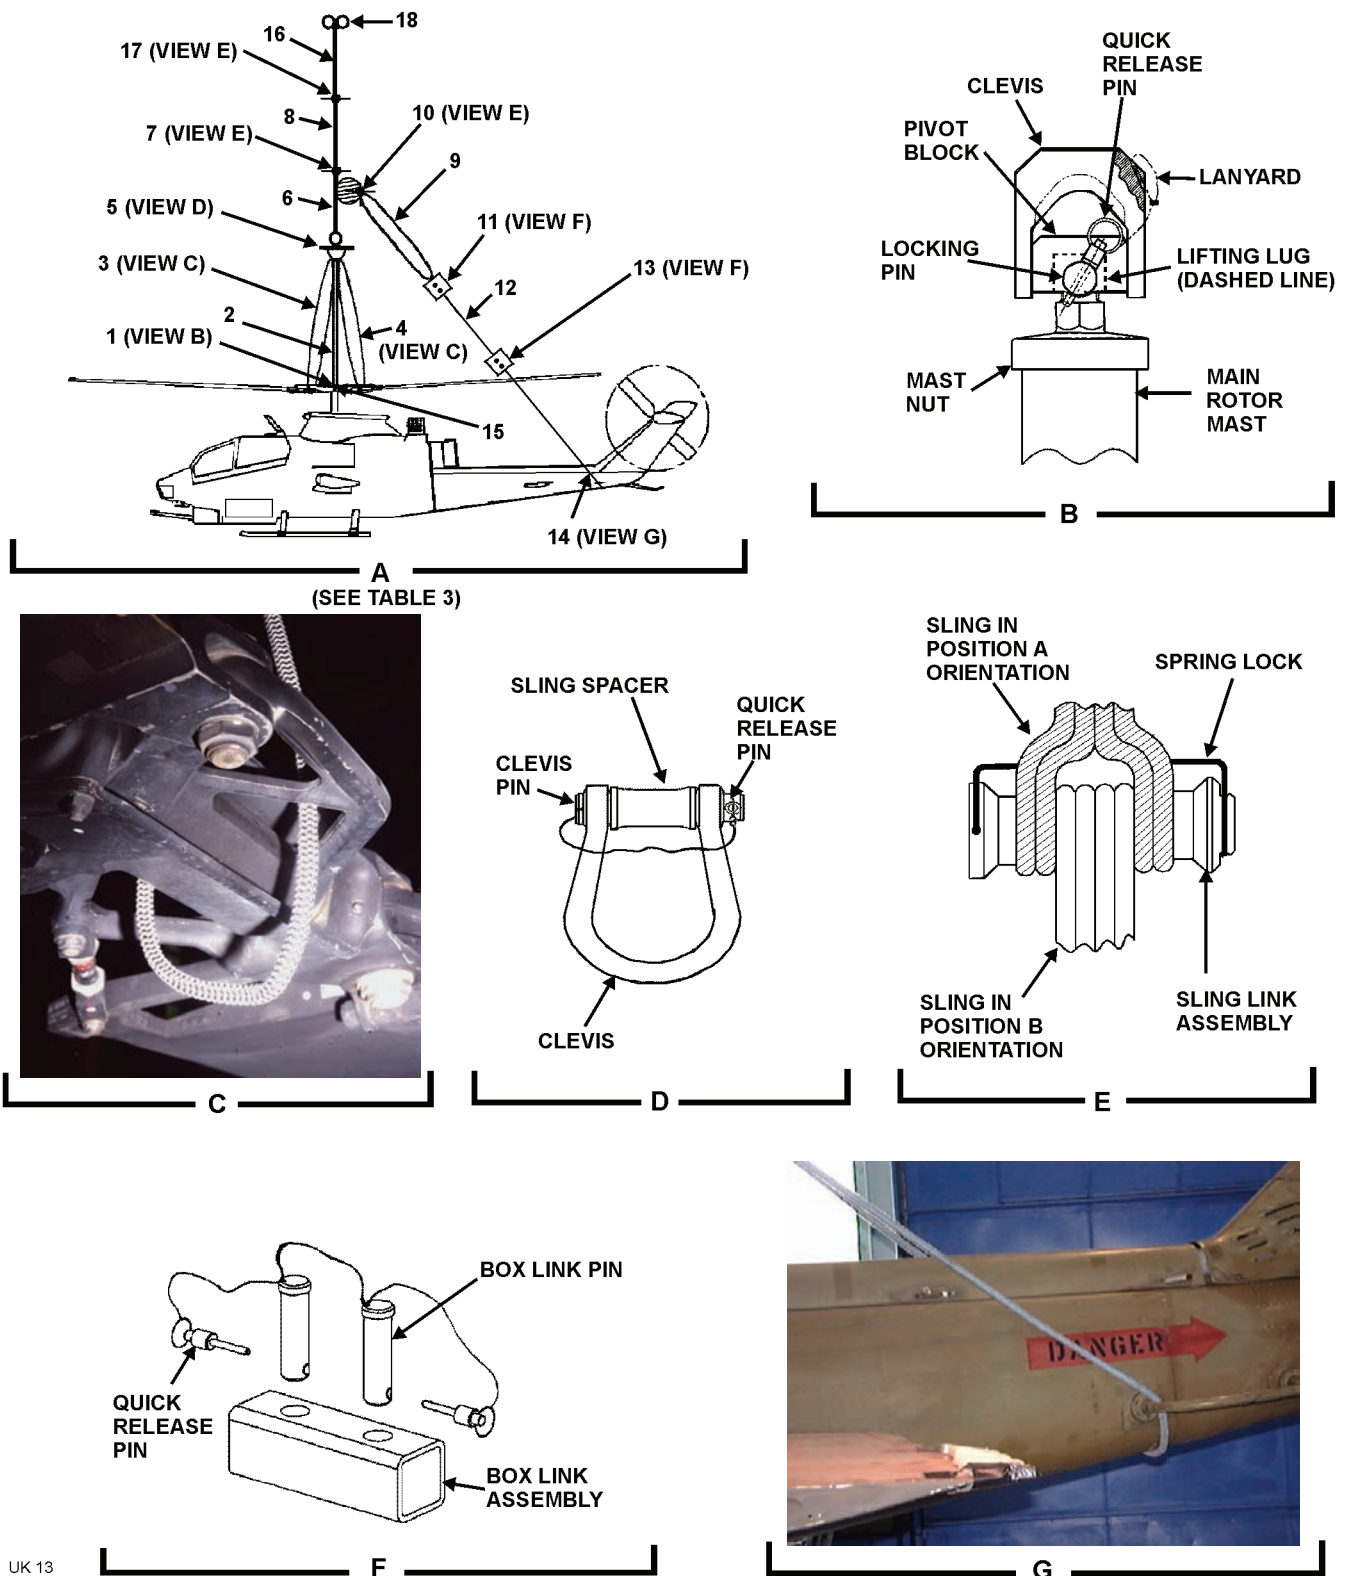 18
16
17 (VIEW E)
8
10 (VIEW E)
7 (VIEW E)
9
6
5 (VIEW D)
11 (VIEW F)
3 (VIEW C)
13 (VIEW F)
12
2
4
(VIEW C)
1 (VIEW B)
15
14 (VIEW G)
A
(SEE TABLE 3)
QUICK
RELEASE
PIN
CLEVIS
PIVOT
BLOCK
LANYARD
LOCKING
PIN
LIFTING LUG
(DASHED LINE)
MAST
NUT
MAIN
ROTOR
MAST
B
C
SLING SPACER
QUICK
RELEASE
PIN
CLEVIS
PIN
CLEVIS
D
SLING IN
POSITION A
ORIENTATION
SPRING LOCK
SLING IN
POSITION B
ORIENTATION
SLING LINK
ASSEMBLY
E
BOX LINK PIN
QUICK
RELEASE
PIN
BOX LINK
ASSEMBLY
F
DANGER
G
UK 13